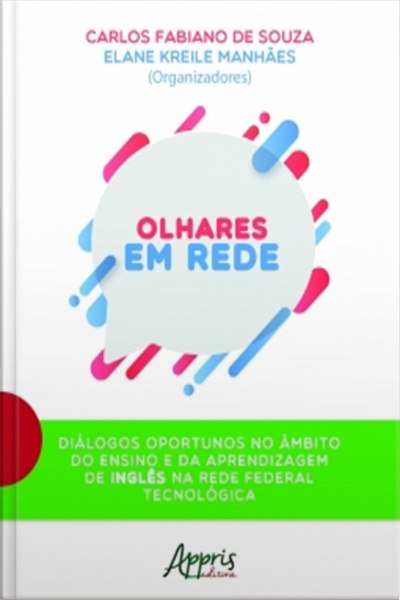 CARLOS FABIANO DE SOUZA
ELANE KREILE MANHÃES
(Organizadores)
OLHARES
EM REDE
DIÁLOGOS OPORTUNOS NO ÂMBITO
DO ENSINO E DA APRENDIZAGEM
DE INGLÊS NA REDE FEDERAL
TECNOLÓGICA
Appris
editora